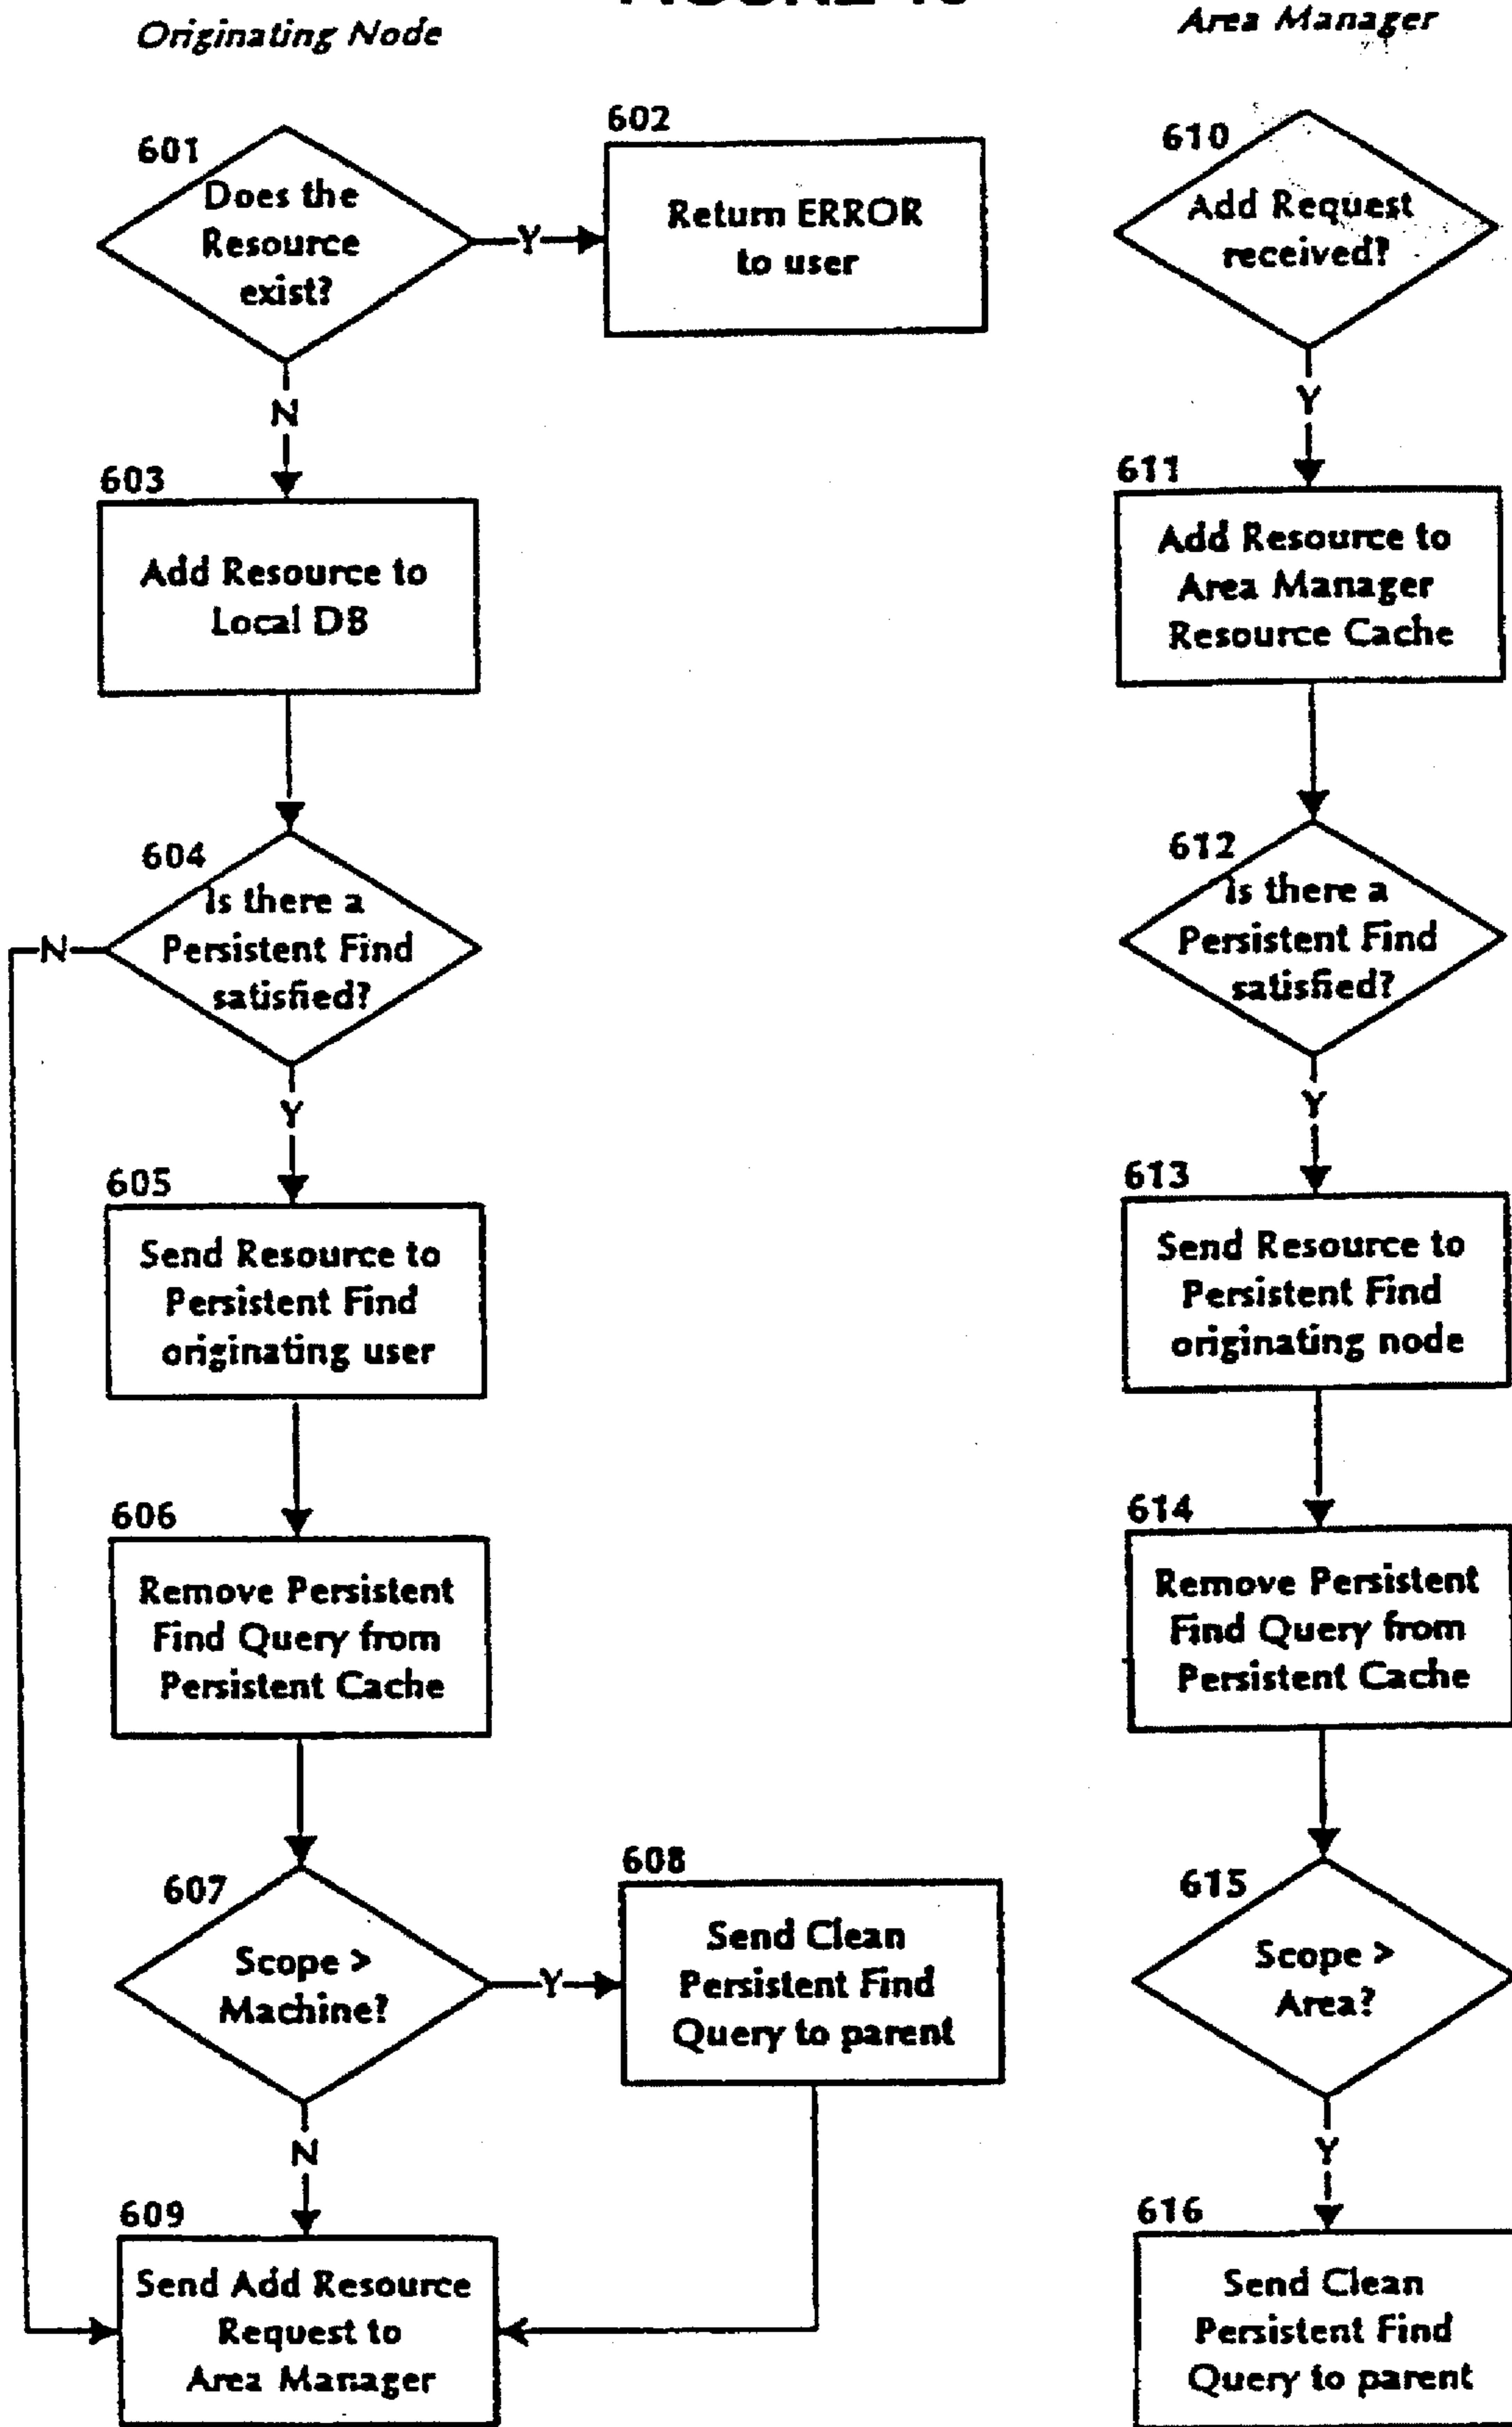 Originating Node
601
Does the
Resource
exist?
Y
602
Return ERROR
to user
N
603
Add Resource to
Local DB
604
Is there a
Persistent Find
satisfied?
N
Y
605
Send Resource to
Persistent Find
originating user
606
Remove Persistent
Find Query from
Persistent Cache
607
Scope >
Machine?
Y
608
Send Clean
Persistent Find
Query to parent
N
609
Send Add Resource
Request to
Area Manager
Area Manager
610
Add Request
received?
Y
611
Add Resource to
Area Manager
Resource Cache
612
Is there a
Persistent Find
satisfied?
Y
613
Send Resource to
Persistent Find
originating node
614
Remove Persistent
Find Query from
Persistent Cache
615
Scope >
Area?
Y
616
Send Clean
Persistent Find
Query to parent